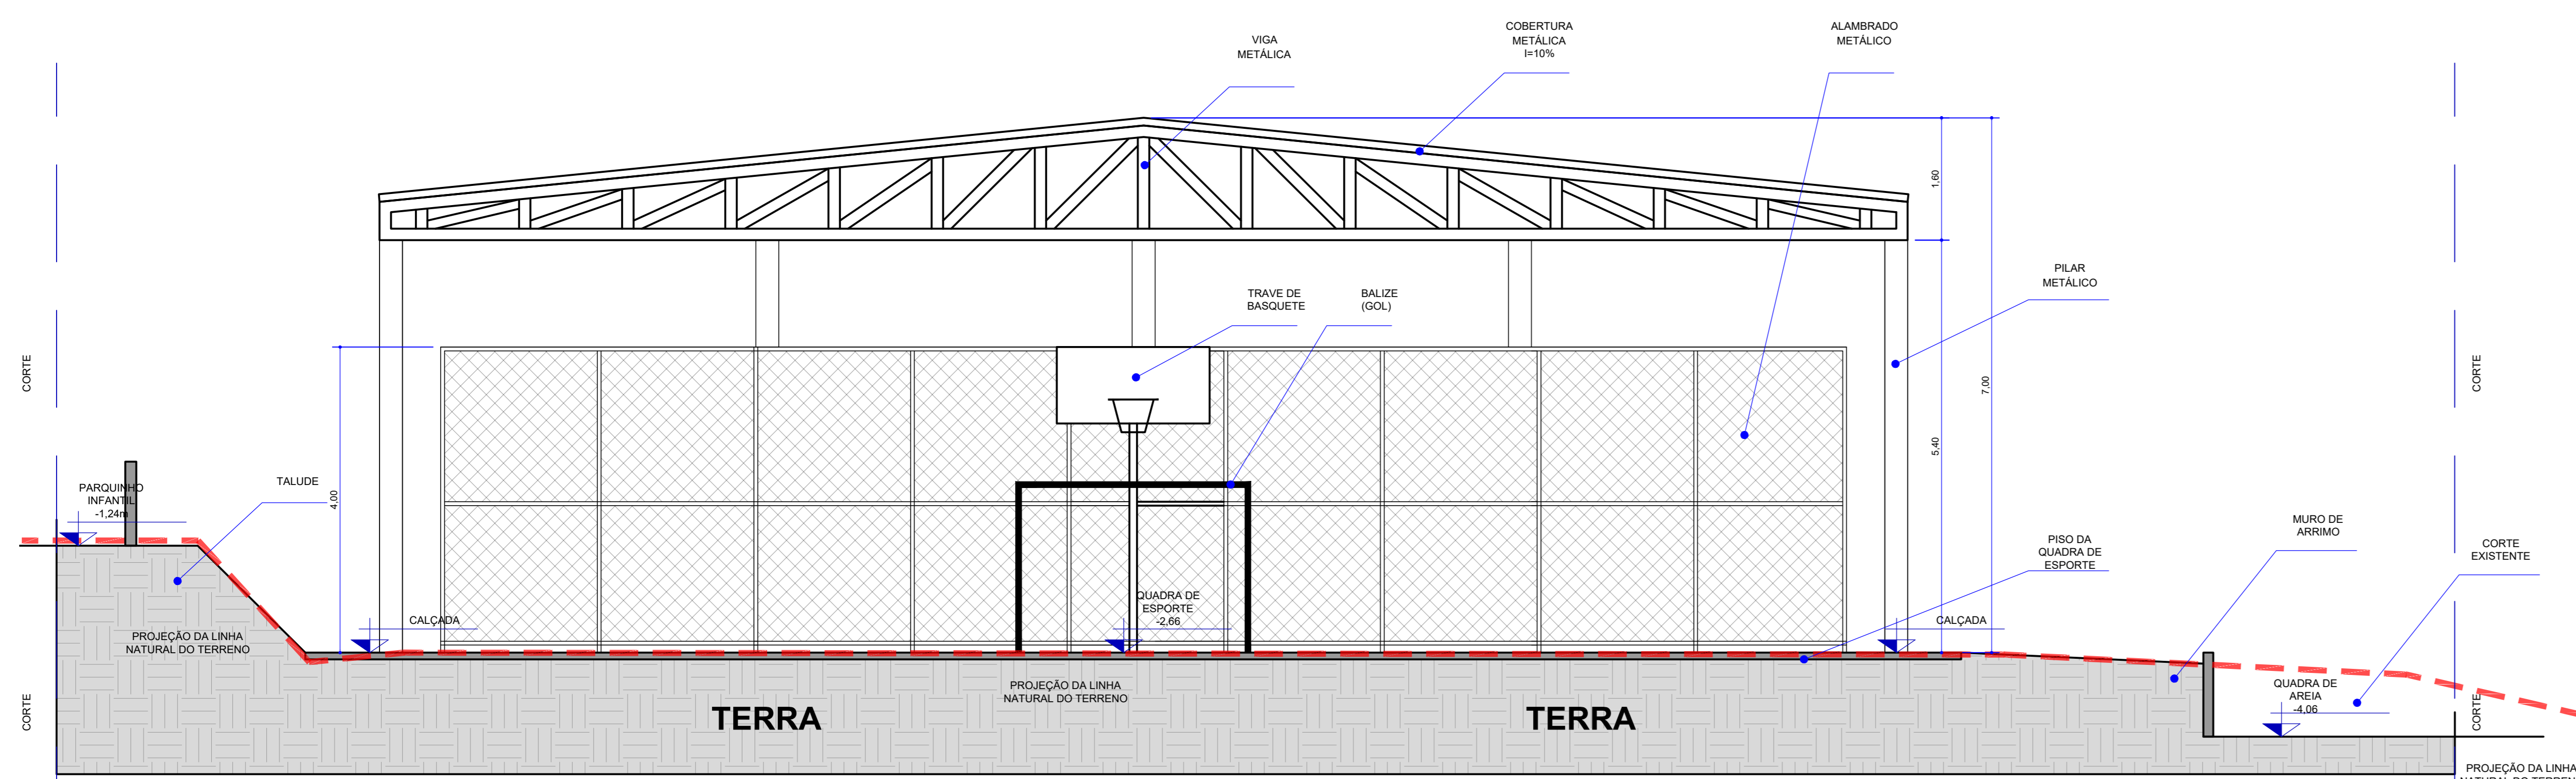 VIGA
METÁLICA
COBERTURA
METÁLICA
I=10%
ALAMBRADO
METÁLICO
1,60
PILAR
METÁLICO
TRAVE DE
BASQUETE
BALIZE
(GOL)
CORTE
7,00
CORTE
5,40
TALUDE
PARQUINHO
INFANTIL
-1,24m
4,00
MURO DE
ARRIMO
PISO DA
QUADRA DE
ESPORTE
CORTE
EXISTENTE
QUADRA DE
ESPORTE
-2,66
CALÇADA
CALÇADA
PROJEÇÃO DA LINHA
NATURAL DO TERRENO
PROJEÇÃO DA LINHA
NATURAL DO TERRENO
QUADRA DE
AREIA
-4,06
CORTE
CORTE
TERRA
TERRA
PROJEÇÃO DA LINHA
NATURAL DO